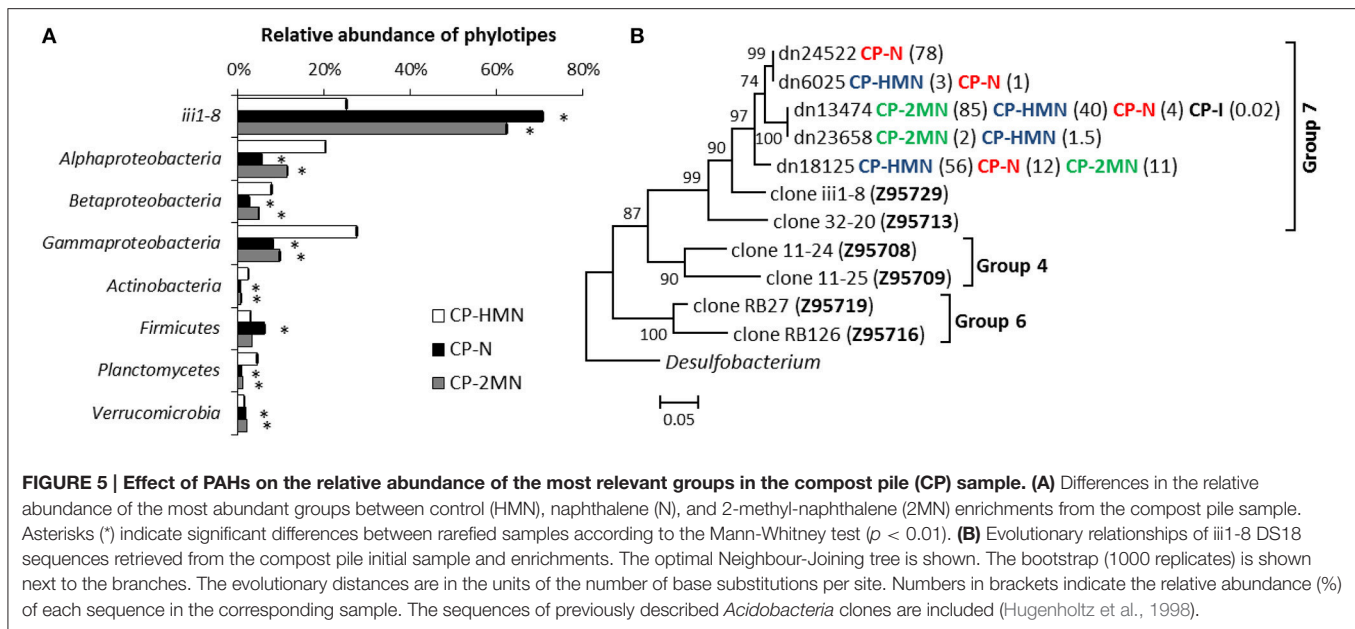 A
Relative abundance of phylotipes
0% 20% 40% 60% 80%
iii1-8 * *
Alphaproteobacteria * *
Betaproteobacteria * *
Gammaproteobacteria * *
Actinobacteria * *
Firmicutes *
Planctomycetes * *
Verrucomicrobia * *
CP-HMN
CP-N
CP-2MN
B
99 dn24522 CP-N (78)
74 dn6025 CP-HMN (3) CP-N (1)
97 dn13474 CP-2MN (85) CP-HMN (40) CP-N (4) CP-I (0.02)
100 dn23658 CP-2MN (2) CP-HMN (1.5)
90 dn18125 CP-HMN (56) CP-N (12) CP-2MN (11)
99 clone iii1-8 (Z95729)
clone 32-20 (Z95713)
Group 7
87 clone 11-24 (Z95708)
90 clone 11-25 (Z95709)
Group 4
clone RB27 (Z95719)
100 clone RB126 (Z95716)
Group 6
Desulfobacterium
0.05
FIGURE 5 | Effect of PAHs on the relative abundance of the most relevant groups in the compost pile (CP) sample. (A) Differences in the relative
abundance of the most abundant groups between control (HMN), naphthalene (N), and 2-methyl-naphthalene (2MN) enrichments from the compost pile sample.
Asterisks (*) indicate significant differences between rarefied samples according to the Mann-Whitney test (p < 0.01). (B) Evolutionary relationships of iii1-8 DS18
sequences retrieved from the compost pile initial sample and enrichments. The optimal Neighbour-Joining tree is shown. The bootstrap (1000 replicates) is shown
next to the branches. The evolutionary distances are in the units of the number of base substitutions per site. Numbers in brackets indicate the relative abundance (%)
of each sequence in the corresponding sample. The sequences of previously described Acidobacteria clones are included (Hugenholtz et al., 1998).